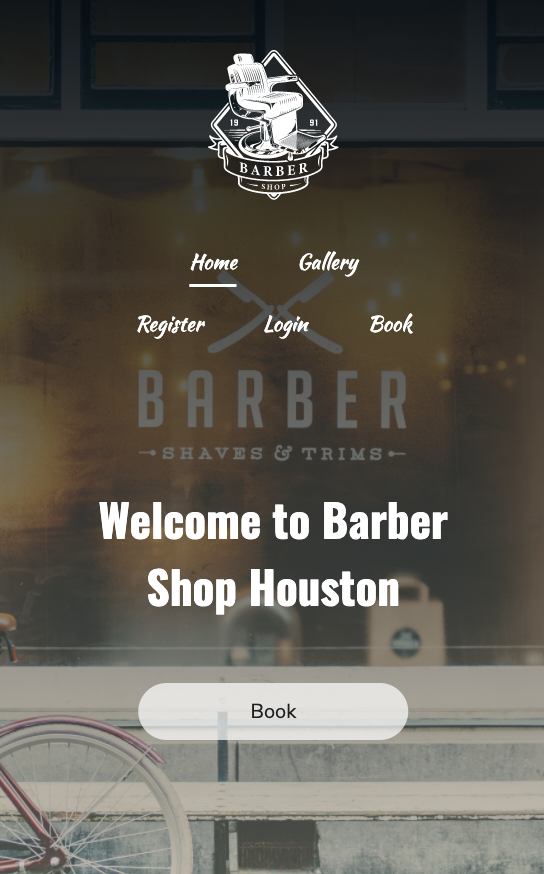 19 91
BARBER
SHOP
Home Gallery
Register Login Book
BARBER
SHAVES & TRIMS
Welcome to Barber
Shop Houston
Book